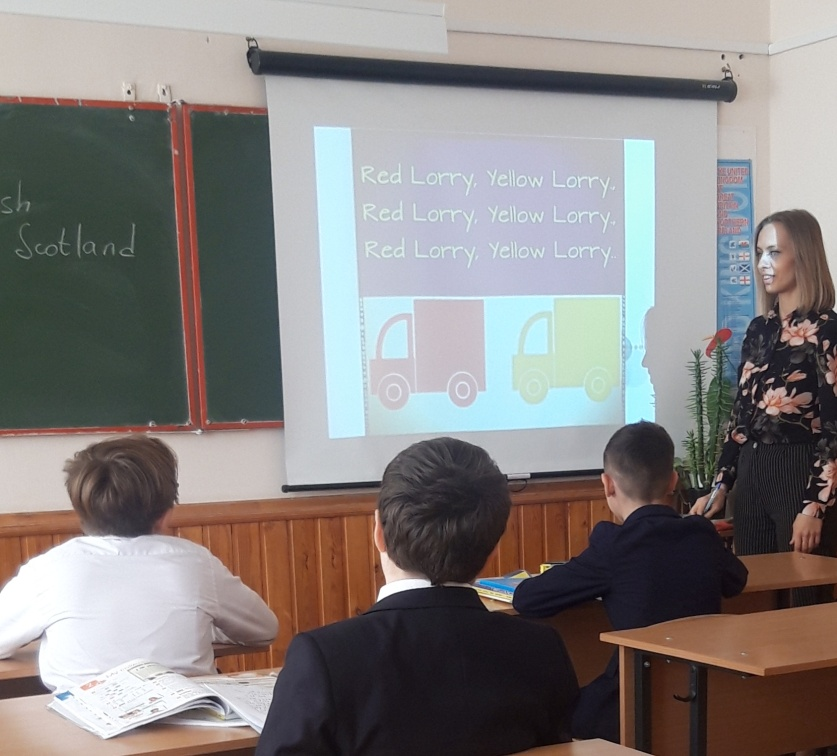 sh
Scotland
Red Lorry, Yellow Lorry,
Red Lorry, Yellow Lorry,
Red Lorry, Yellow Lorry.